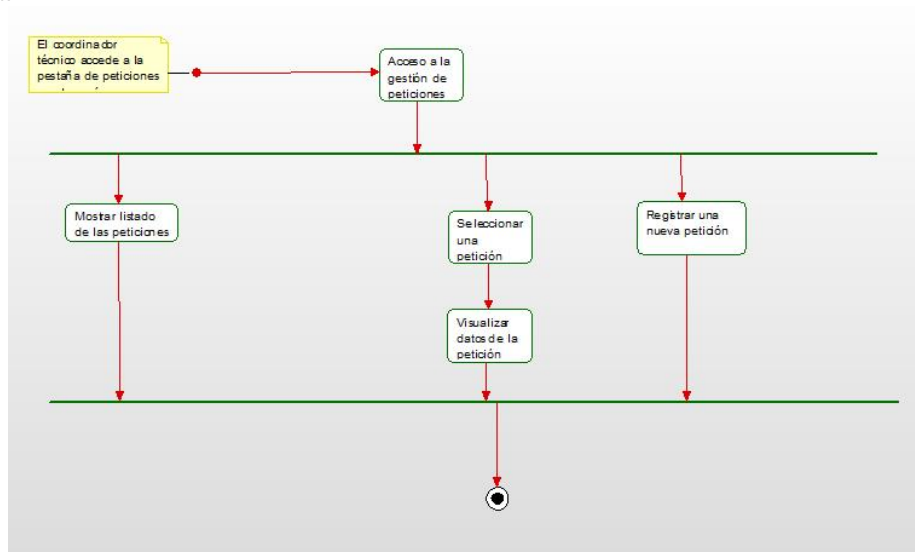 El coordinador
técnico accede a la
pestaña de peticiones
Acceso a la
gestión de
peticiones
Mostrar listado
de las peticiones
Seleccionar
una
petición
Registrar una
nueva petición
Visualizar
datos de la
petición